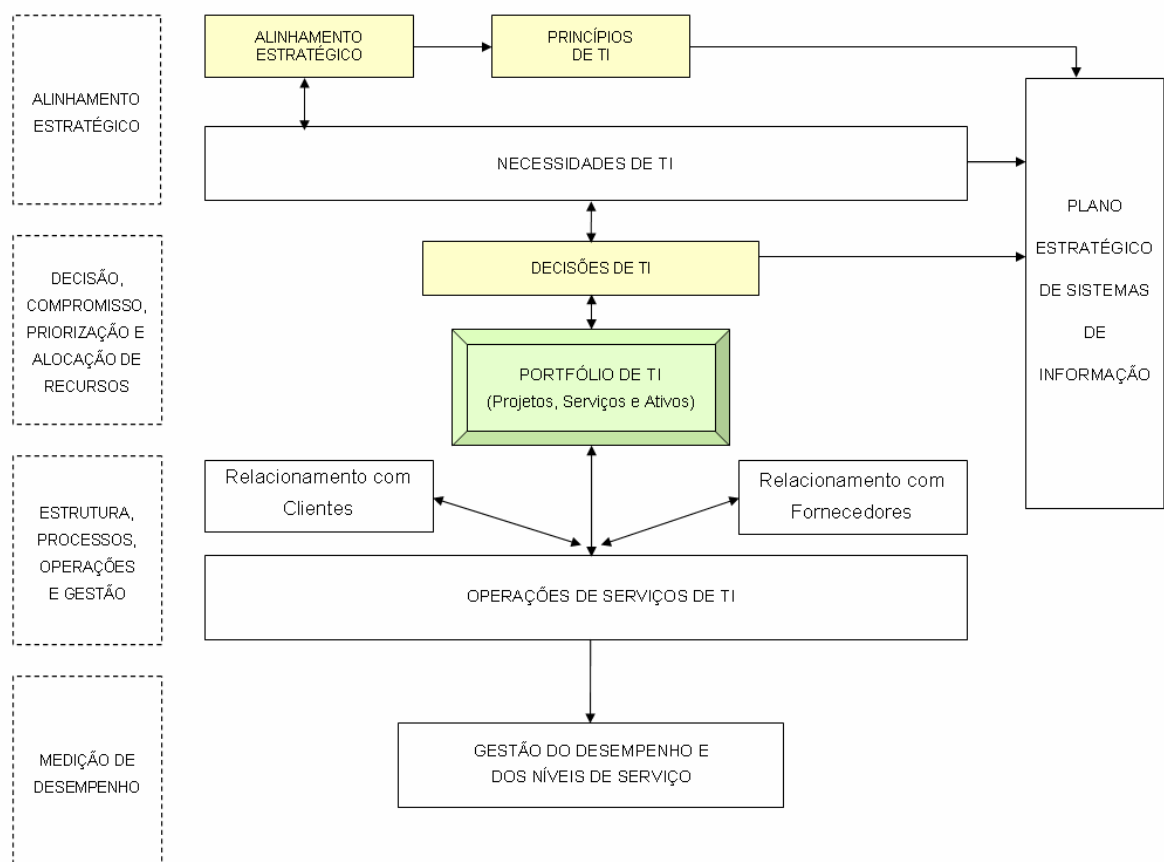 ALINHAMENTO
ESTRATÉGICO
ALINHAMENTO
ESTRATÉGICO
PRINCÍPIOS
DE TI
NECESSIDADES DE TI
PLANO
ESTRATÉGICO
DE SISTEMAS
DE
INFORMAÇÃO
DECISÃO,
COMPROMISSO,
PRIORIZAÇÃO E
ALOCAÇÃO DE
RECURSOS
DECISÕES DE TI
PORTFÓLIO DE TI
(Projetos, Serviços e Ativos)
ESTRUTURA,
PROCESSOS,
OPERAÇÕES
E GESTÃO
Relacionamento com
Clientes
Relacionamento com
Fornecedores
OPERAÇÕES DE SERVIÇOS DE TI
MEDIÇÃO DE
DESEMPENHO
GESTÃO DO DESEMPENHO E
DOS NÍVEIS DE SERVIÇO